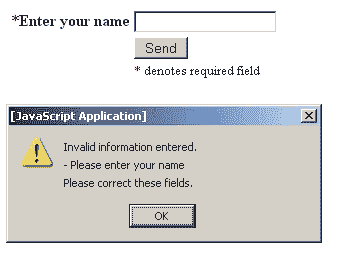 *Enter your name
Send
* denotes required field
[JavaScript Application]
Invalid information entered.
- Please enter your name
Please correct these fields.
OK